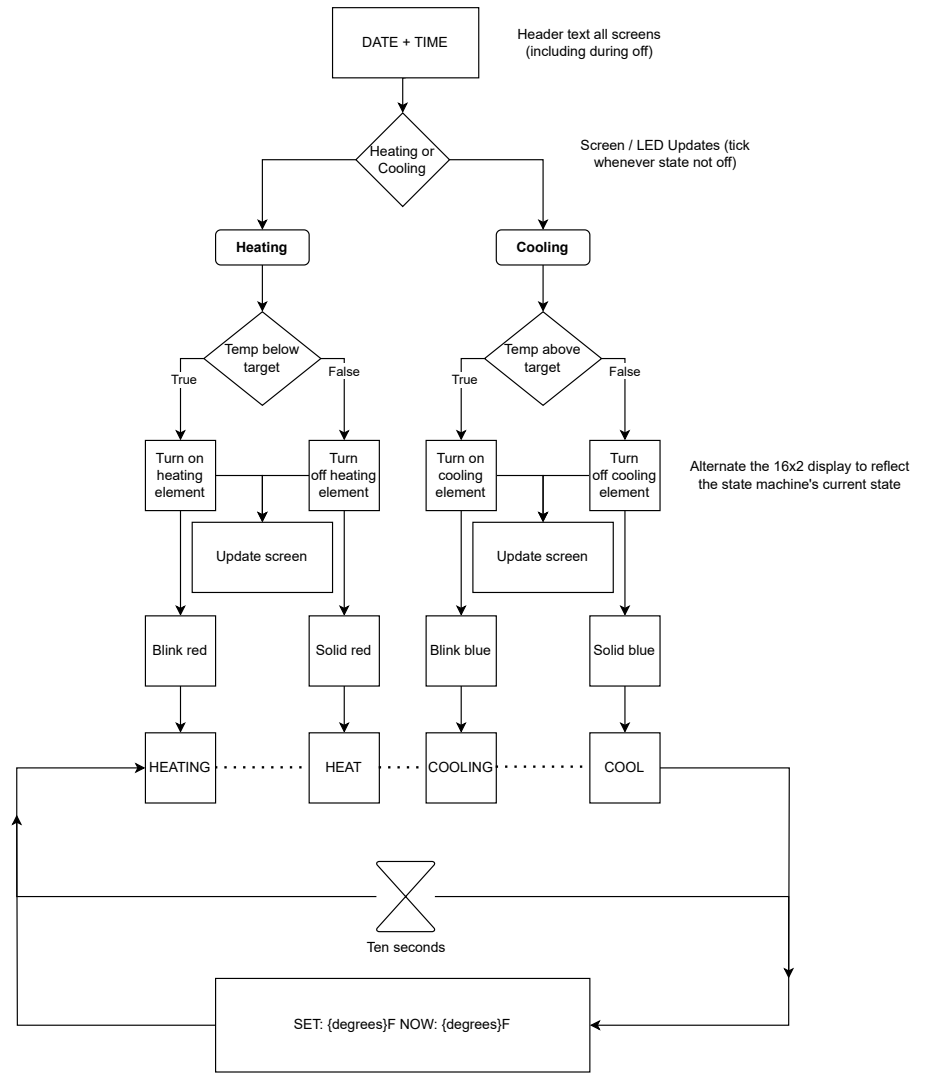 DATE + TIME
Header text all screens
(including during off)
Heating or
Cooling
Screen / LED Updates (tick
whenever state not off)
Heating
Cooling
Temp below
target
Temp above
target
True
False
True
False
Turn on
heating
element
Turn
off heating
element
Turn on
cooling
element
Turn
off cooling
element
Alternate the 16x2 display to reflect
the state machine's current state
Update screen
Update screen
Blink red
Solid red
Blink blue
Solid blue
HEATING
HEAT
COOLING
COOL
Ten seconds
SET: {degrees}F NOW: {degrees}F